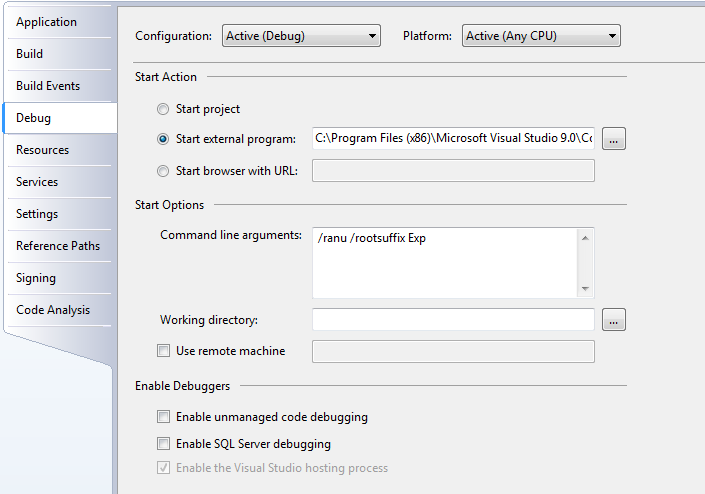 Application
Build
Build Events
Debug
Resources
Services
Settings
Reference Paths
Signing
Code Analysis
Configuration: Active (Debug) Platform: Active (Any CPU)
Start Action
Start project
Start external program: C:\Program Files (x86)\Microsoft Visual Studio 9.0\Co ...
Start browser with URL:
Start Options
Command line arguments: /ranu /rootsuffix Exp
Working directory: ...
Use remote machine
Enable Debuggers
Enable unmanaged code debugging
Enable SQL Server debugging
Enable the Visual Studio hosting process